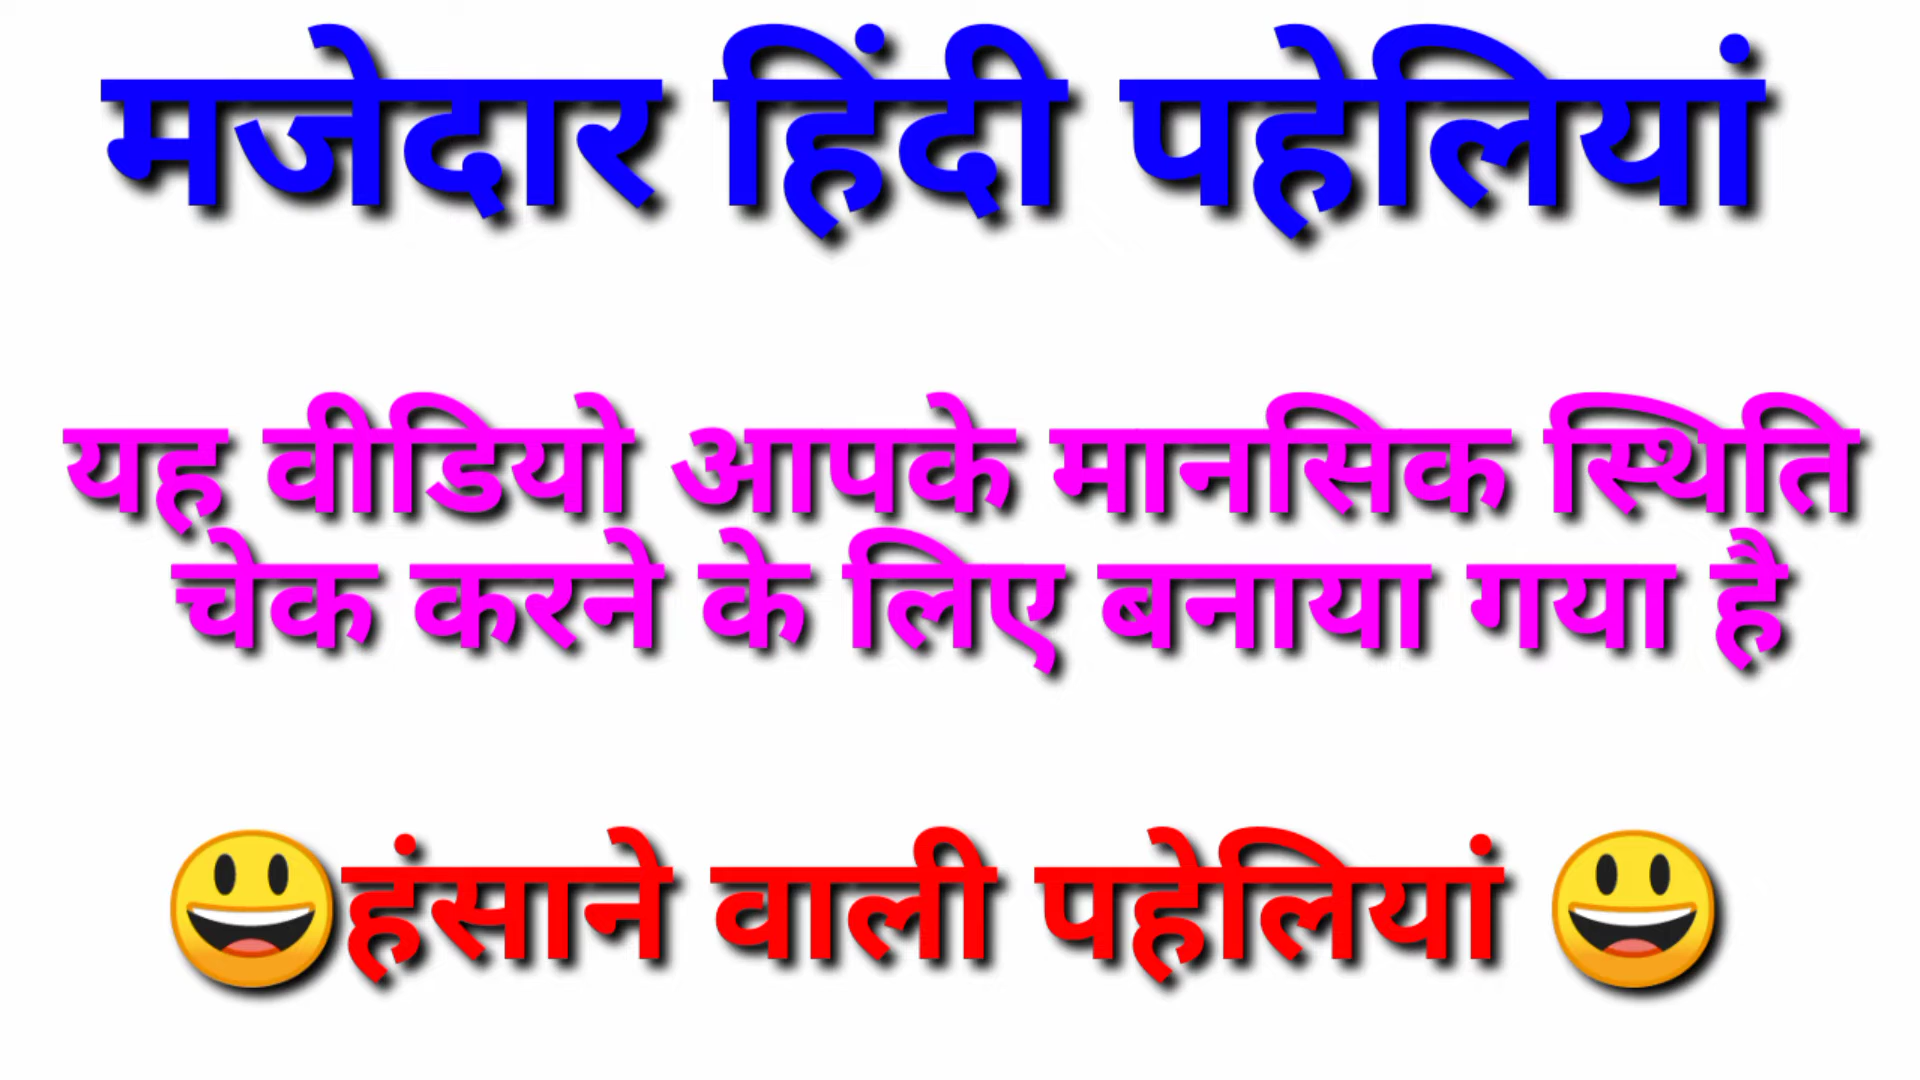 मजेदार हिंदी पहेलियां
यह वीडियो आपके मानसिक स्थिति
चेक करने के लिए बनाया गया है
😃हंसाने वाली पहेलियां 😃